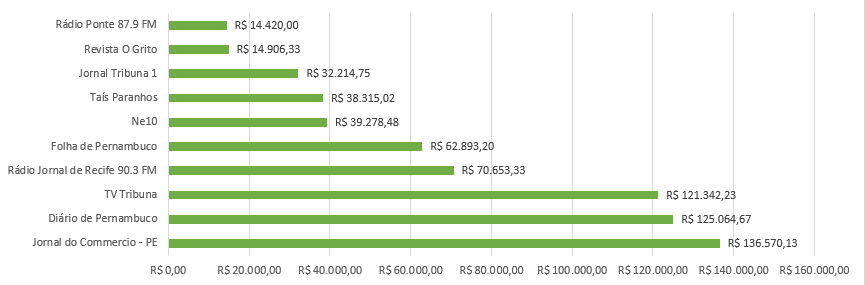 Rádio Ponte 87.9 FM R$ 14.420,00
Revista O Grito R$ 14.906,33
Jornal Tribuna 1 R$ 32.214,75
Taís Paranhos R$ 38.315,02
Ne10 R$ 39.278,48
Folha de Pernambuco R$ 62.893,20
Rádio Jornal de Recife 90.3 FM R$ 70.653,33
TV Tribuna R$ 121.342,23
Diário de Pernambuco R$ 125.064,67
Jornal do Commercio - PE R$ 136.570,13
R$ 0,00 R$ 20.000,00 R$ 40.000,00 R$ 60.000,00 R$ 80.000,00 R$ 100.000,00 R$ 120.000,00 R$ 140.000,00 R$ 160.000,00